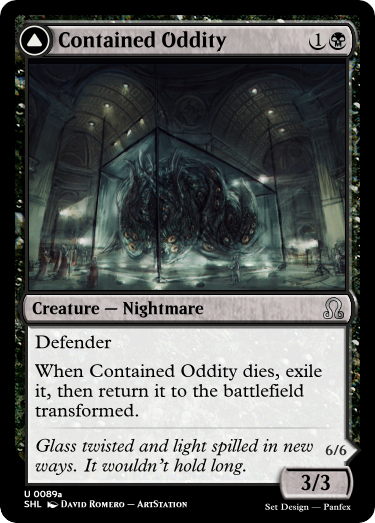 Contained Oddity 1
Creature — Nightmare
Defender
When Contained Oddity dies, exile
it, then return it to the battlefield
transformed.
Glass twisted and light spilled in new
ways. It wouldn't hold long.
6/6
3/3
U 0089a
SHL DAVID ROMERO — ARTSTATION
Set Design — Panfex